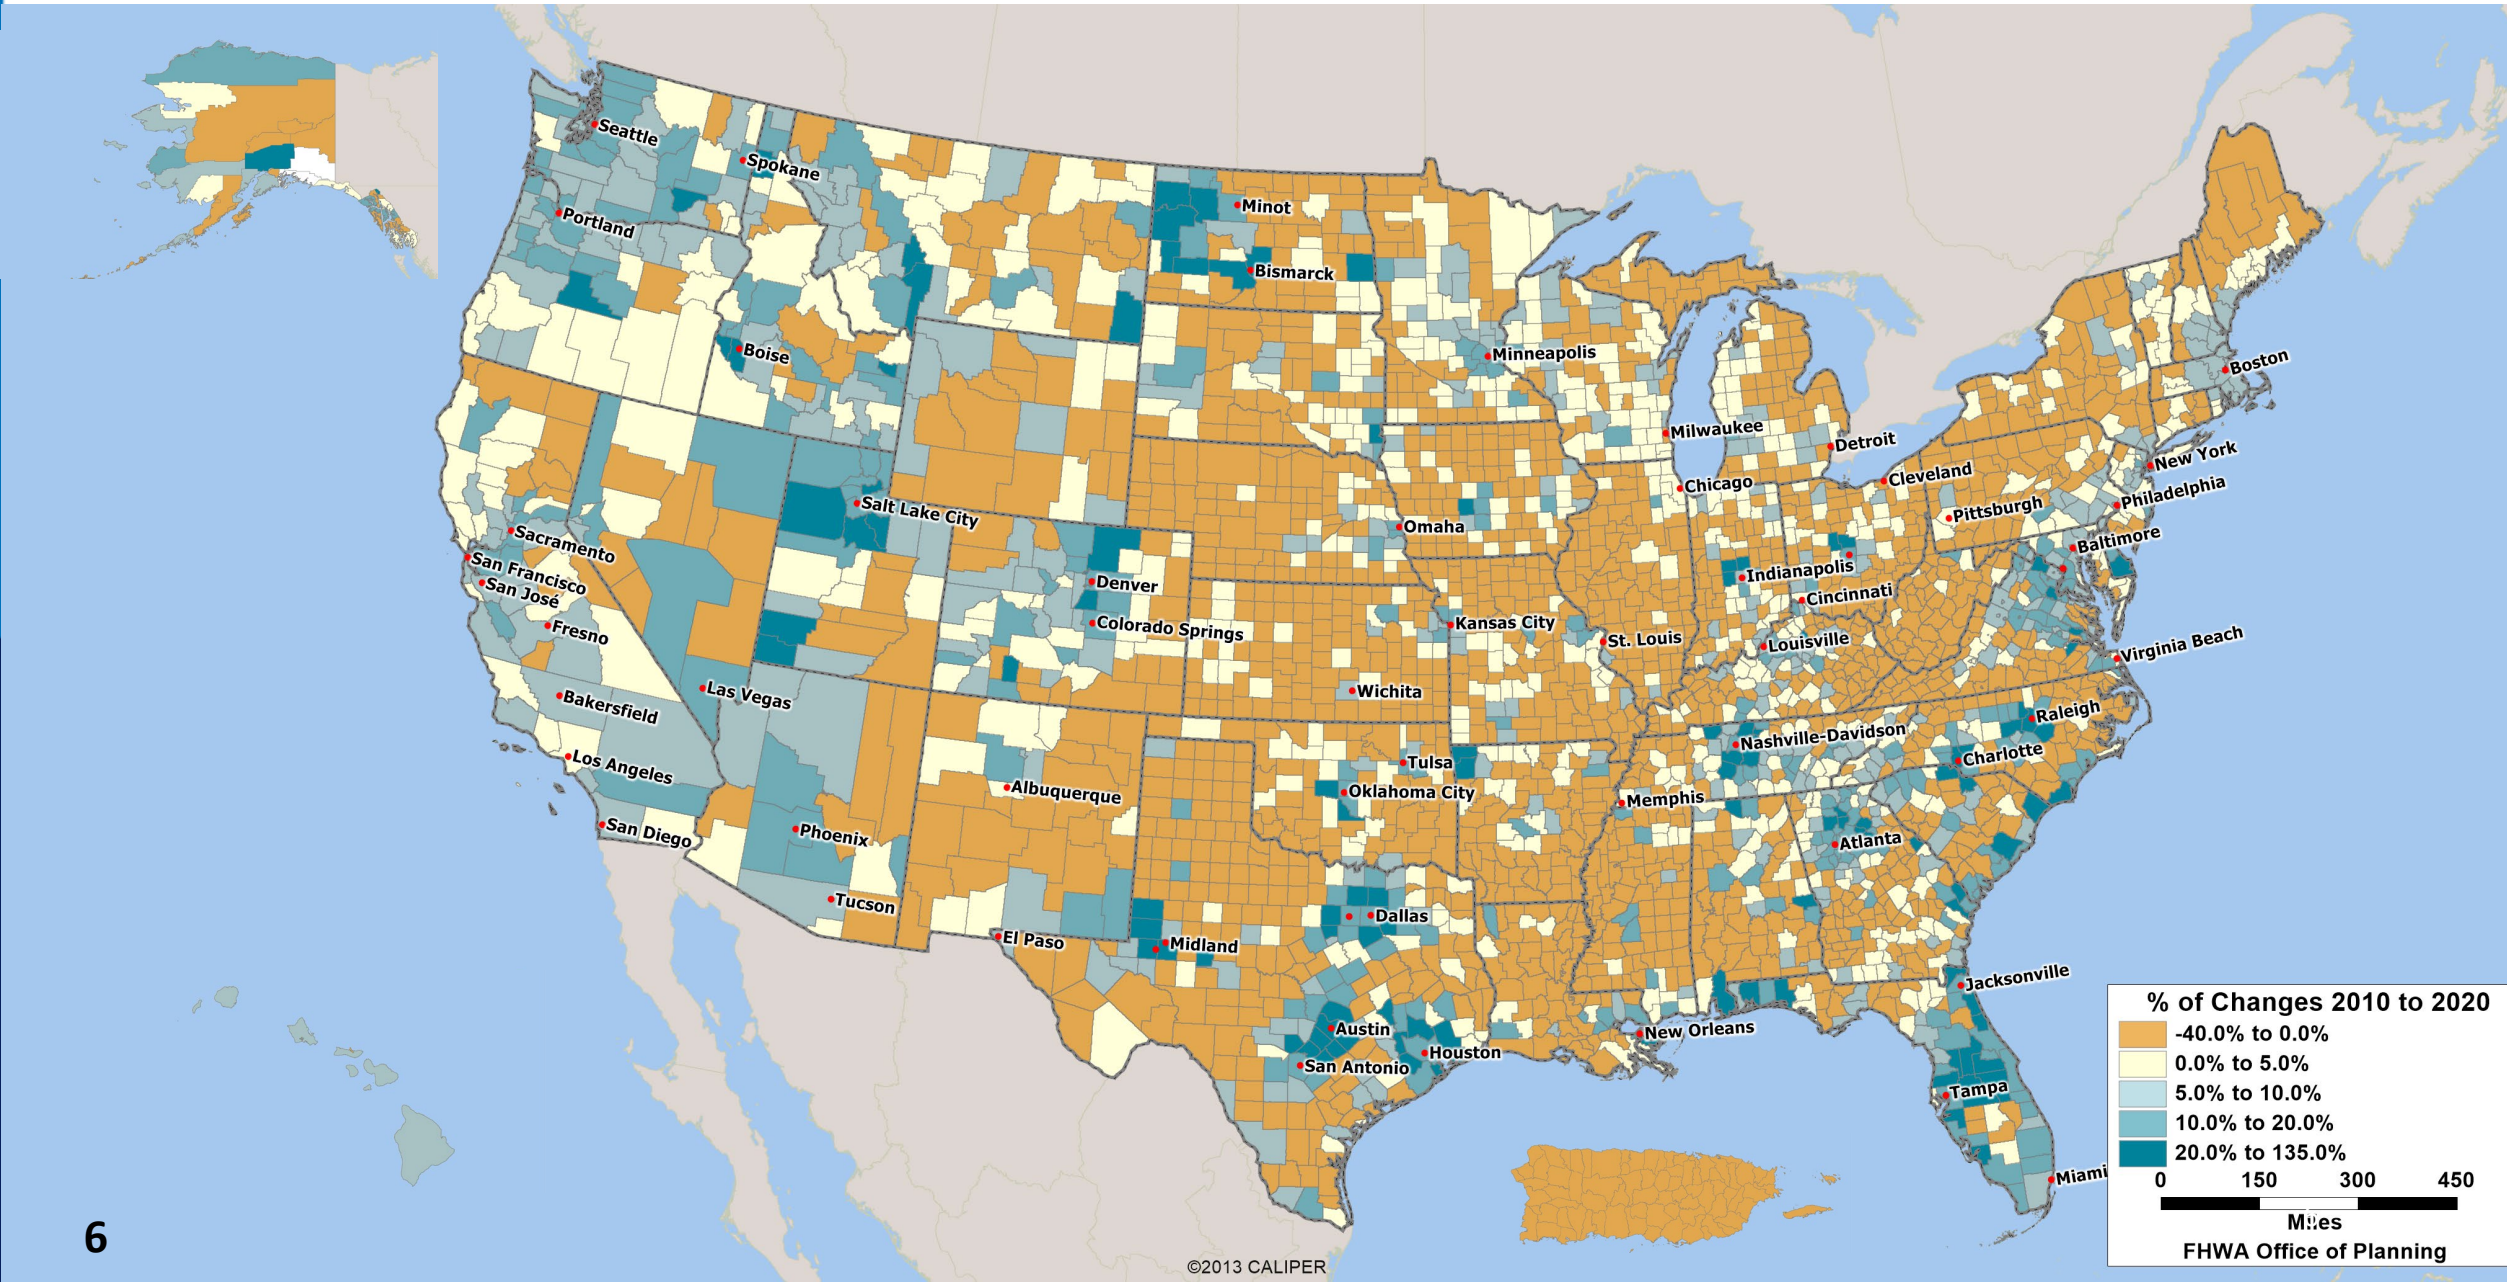 Seattle
Spokane
Portland
Minot
Bismarck
Minneapolis
Boise
Boston
Milwaukee
Detroit
New York
Cleveland
Chicago
Philadelphia
Salt Lake City
Pittsburgh
Omaha
Sacramento
Baltimore
San Francisco
Denver
Indianapolis
San José
Cincinnati
Fresno
Colorado Springs
Kansas City
St. Louis
Louisville
Virginia Beach
Las Vegas
Wichita
Bakersfield
Raleigh
Nashville-Davidson
Charlotte
Los Angeles
Tulsa
Albuquerque
Oklahoma City
Memphis
San Diego
Phoenix
Atlanta
Tucson
Dallas
El Paso
Midland
Jacksonville
Austin
New Orleans
Houston
San Antonio
Tampa
Miami
% of Changes 2010 to 2020
-40.0% to 0.0%
0.0% to 5.0%
5.0% to 10.0%
10.0% to 20.0%
20.0% to 135.0%
0 150 300 450
Miles
FHWA Office of Planning
6
©2013 CALIPER